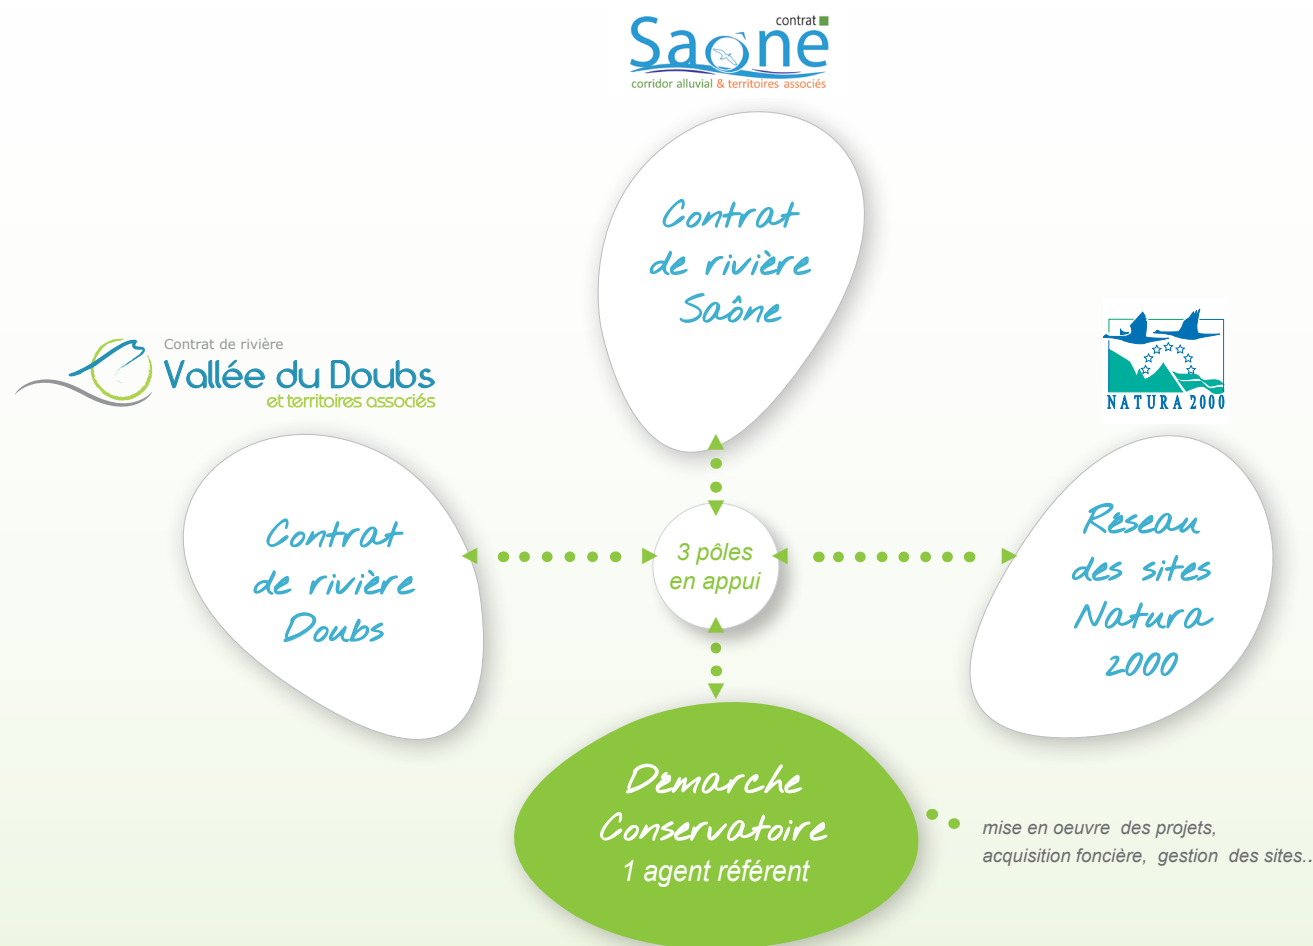 contrat
Saône
corridor alluvial & territoires associés
Contrat
de rivière
Saône
Contrat de rivière
Vallée du Doubs
et territoires associés
NATURA 2000
Contrat
de rivière
Doubs
3 pôles
en appui
Réseau
des sites
Natura
2000
Démarche
Conservatoire
1 agent référent
mise en oeuvre des projets,
acquisition foncière, gestion des sites..